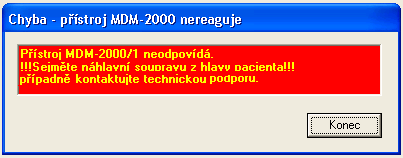 Chyba - přístroj MDM-2000 nereaguje
Přístroj MDM-2000/1 neodpovídá.
!!!Sejměte náhlavní soupravu z hlavy pacienta!!!
případně kontaktujte technickou podporu.
Konec